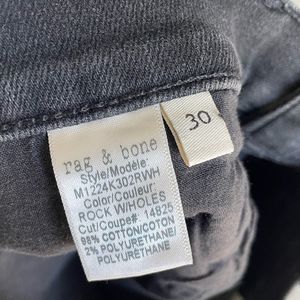 rag & bone
Style/Modele:
M1224K302RWH
Color/Couleur:
ROCK W/HOLES
Cut/Coupe#: 14825
98% COTTON/COTON
2% POLYURETHANE/
POLYURETHANE
30